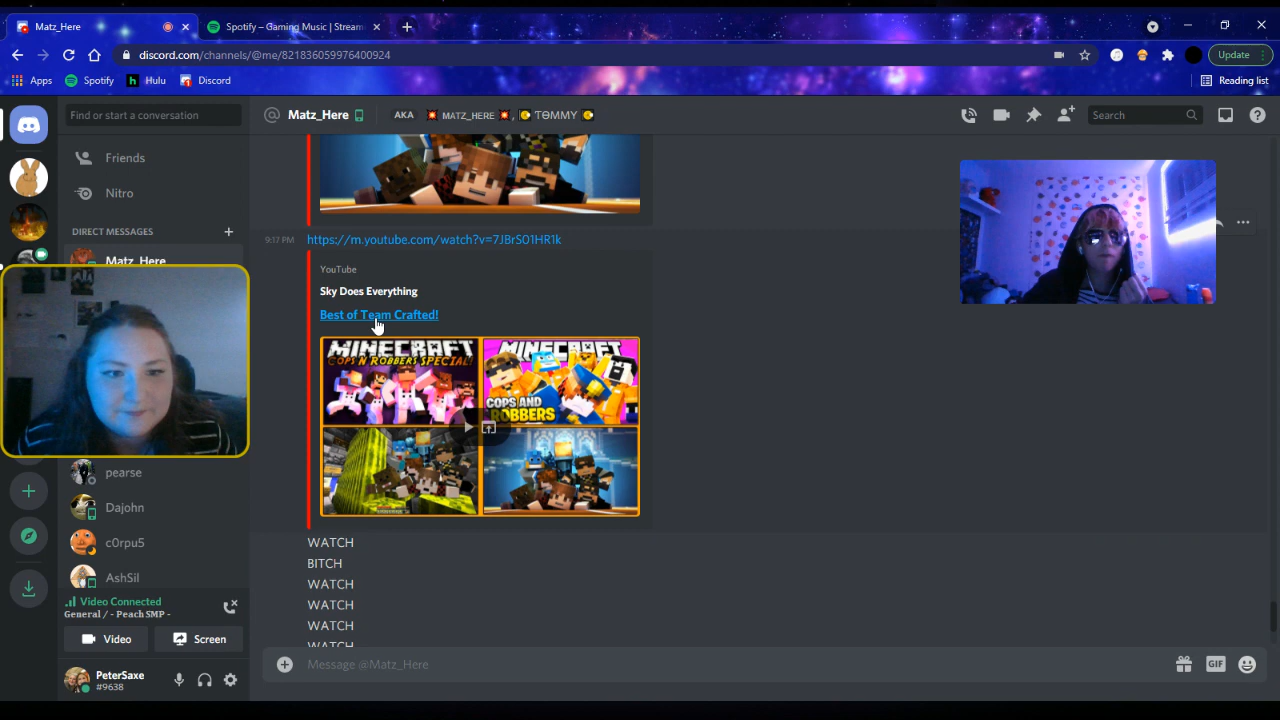 Matz_Here
Spotify – Gaming Music | Stream
discord.com/channels/@me/821836059976400924
Update
Apps
Spotify
Hulu
Discord
Reading list
Find or start a conversation
@ Matz_Here
AKA
MATZ_HERE
, TOMMY
Search
Friends
Nitro
DIRECT MESSAGES
Matz_Here
9:17 PM
https://m.youtube.com/watch?v=7JBrS01HR1k
YouTube
Sky Does Everything
Best of Team Crafted!
MINECRAFT
COPS N ROBBERS SPECIAL!
MINECRAFT
COPS AND
ROBBERS
pearse
Dajohn
c0rpu5
AshSil
WATCH
BITCH
WATCH
WATCH
WATCH
WATCH
Video Connected
General / - Peach SMP -
Video
Screen
PeterSaxe
#9638
Message @Matz_Here
GIF